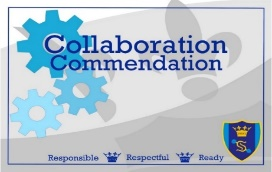 Collaboration
Commendation
Responsible Respectful Ready
S